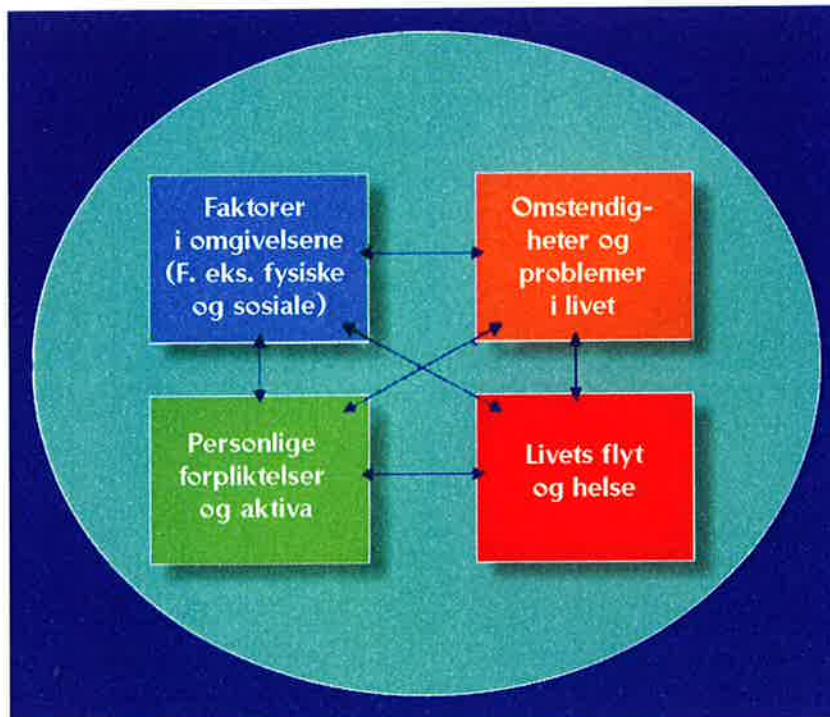 Faktorer
i omgivelsene
(F. eks. fysiske
og sosiale)
Omstendig-
heter og
problemer
i livet
Personlige
forpliktelser
og aktiva
Livets flyt
og helse